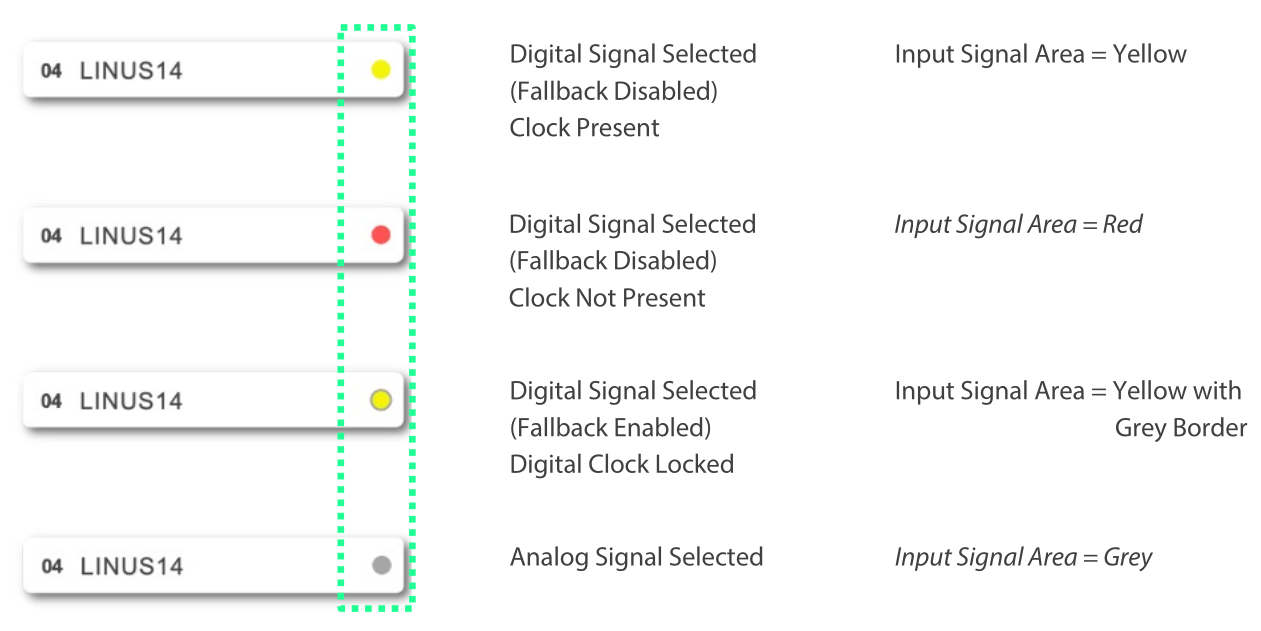 04 LINUS14
Digital Signal Selected
(Fallback Disabled)
Clock Present
Input Signal Area = Yellow
04 LINUS14
Digital Signal Selected
(Fallback Disabled)
Clock Not Present
Input Signal Area = Red
04 LINUS14
Digital Signal Selected
(Fallback Enabled)
Digital Clock Locked
Input Signal Area = Yellow with
Grey Border
04 LINUS14
Analog Signal Selected
Input Signal Area = Grey